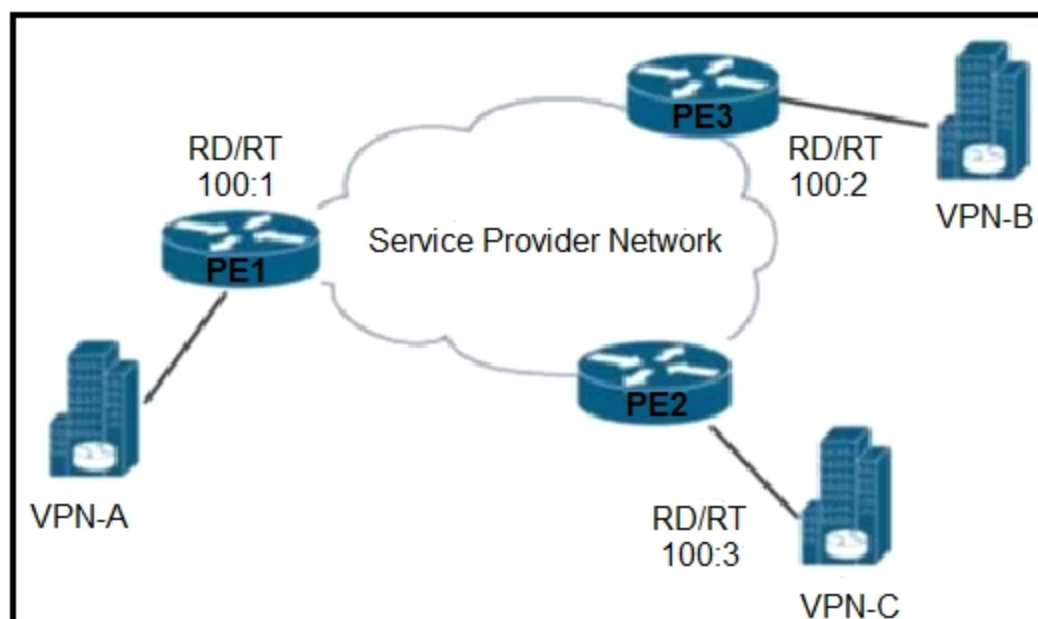 PE3
RD/RT
100:1
RD/RT
100:2
VPN-B
Service Provider Network
PE1
PE2
VPN-A
RD/RT
100:3
VPN-C